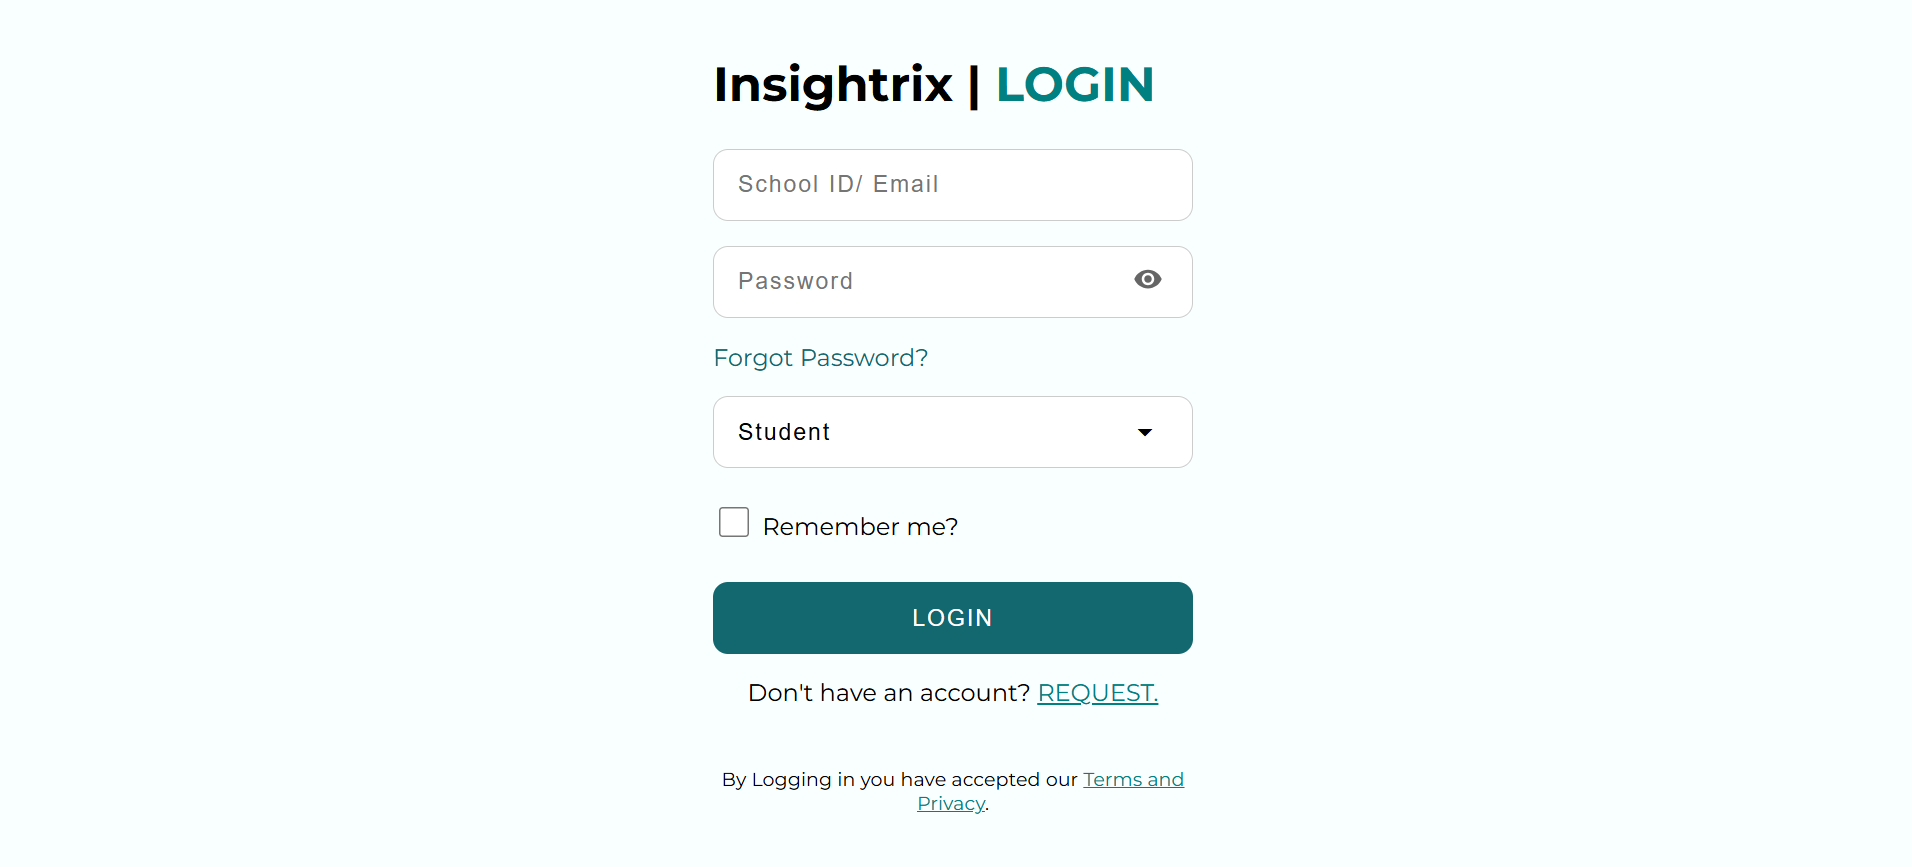 Insightrix | LOGIN
School ID/ Email
Password
Forgot Password?
Student
Remember me?
LOGIN
Don't have an account? REQUEST.
By Logging in you have accepted our Terms and
Privacy.